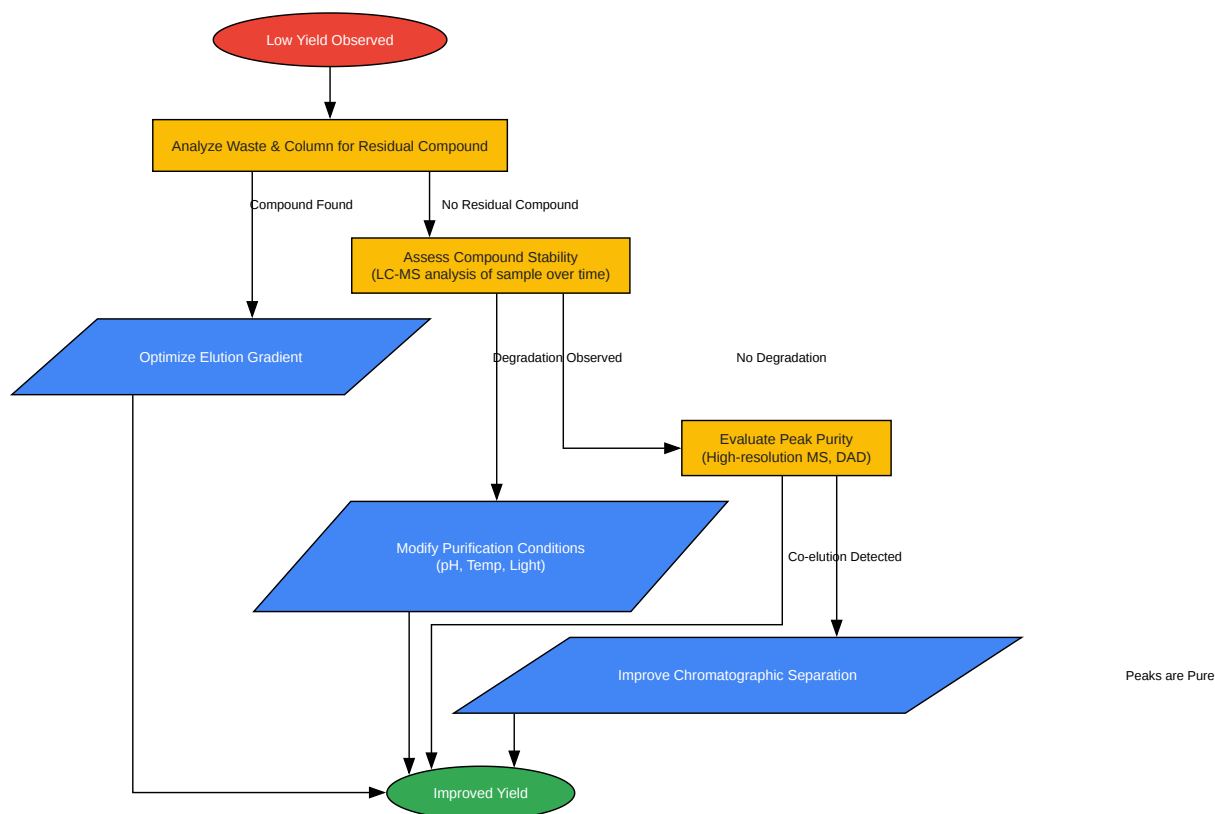 Low Yield Observed
Analyze Waste & Column for Residual Compound
Compound Found
No Residual Compound
Assess Compound Stability
(LC-MS analysis of sample over time)
Optimize Elution Gradient
Degradation Observed
No Degradation
Evaluate Peak Purity
(High-resolution MS, DAD)
Modify Purification Conditions
(pH, Temp, Light)
Co-elution Detected
Improve Chromatographic Separation
Peaks are Pure
Improved Yield